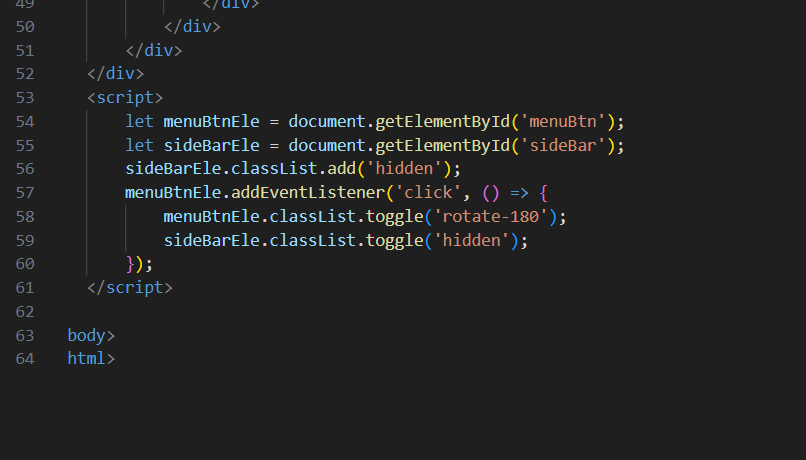 49 </div>
50 </div>
51 </div>
52 </div>
53 <script>
54 let menuBtnEle = document.getElementById('menuBtn');
55 let sideBarEle = document.getElementById('sideBar');
56 sideBarEle.classList.add('hidden');
57 menuBtnEle.addEventListener('click', () => {
58 menuBtnEle.classList.toggle('rotate-180');
59 sideBarEle.classList.toggle('hidden');
60 });
61 </script>
62
63 body>
64 html>